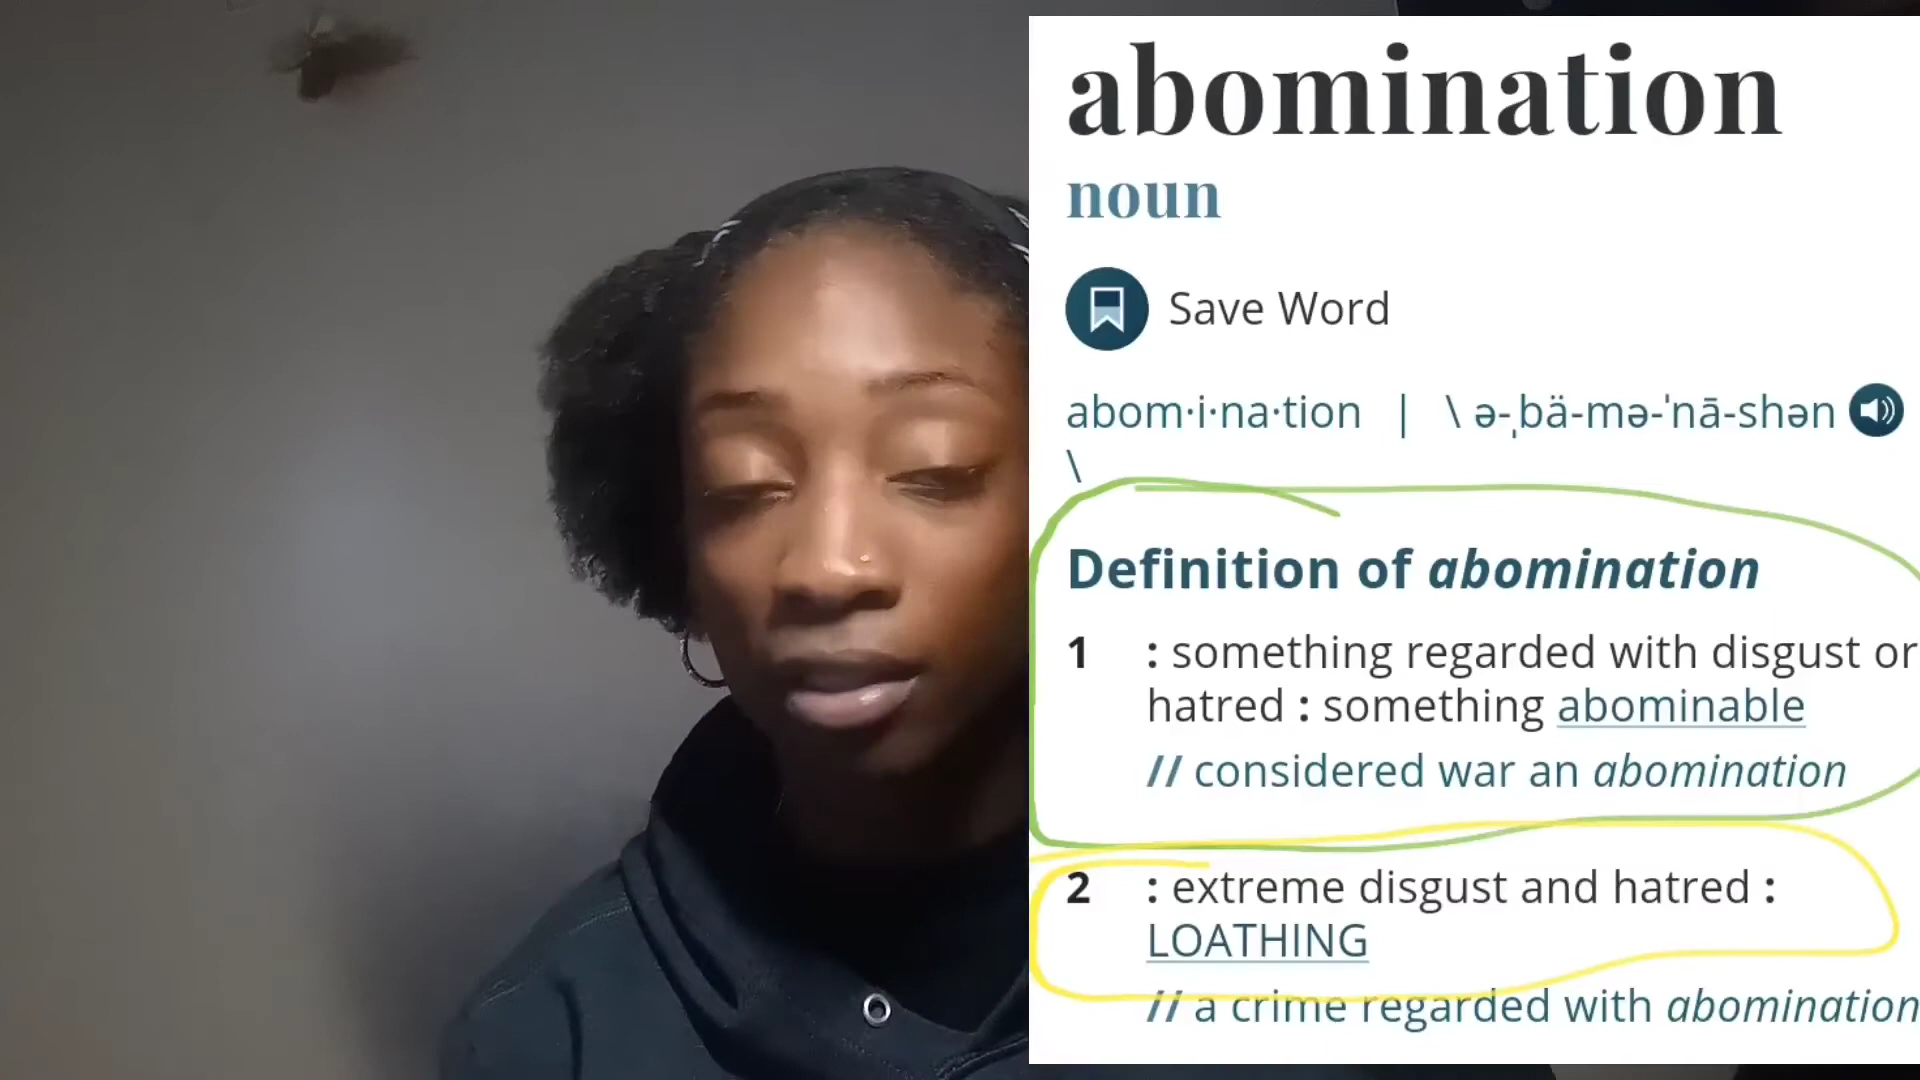 abomination
noun
Save Word
abom·i·na·tion | \ ə-ˌbä-mə-ˈnā-shən
\
Definition of abomination
1 : something regarded with disgust or
hatred : something abominable
// considered war an abomination
2 : extreme disgust and hatred :
LOATHING
// a crime regarded with abomination